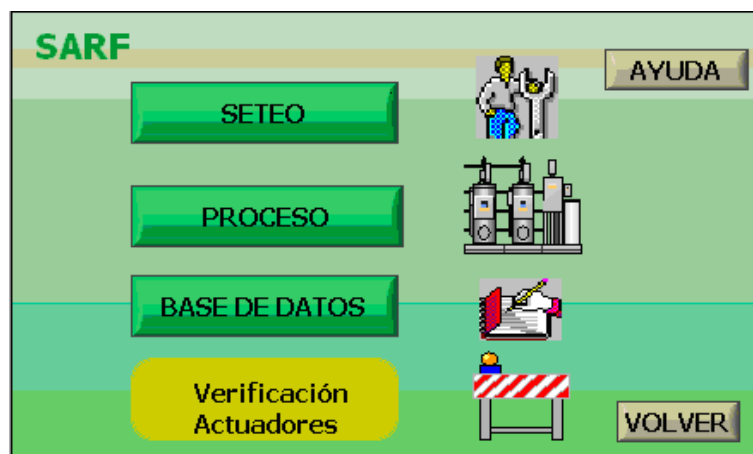 SARF
AYUDA
SETEO
PROCESO
BASE DE DATOS
Verificación
Actuadores
VOLVER